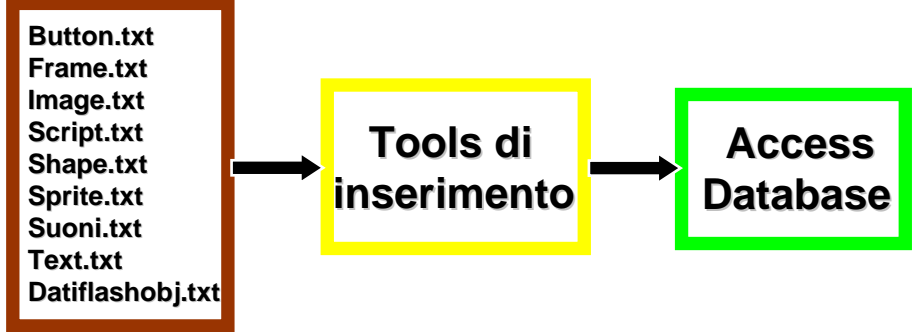 Button.txt
Frame.txt
Image.txt
Script.txt
Shape.txt
Sprite.txt
Suoni.txt
Text.txt
Datiflashobj.txt
Tools di
inserimento
Access
Database